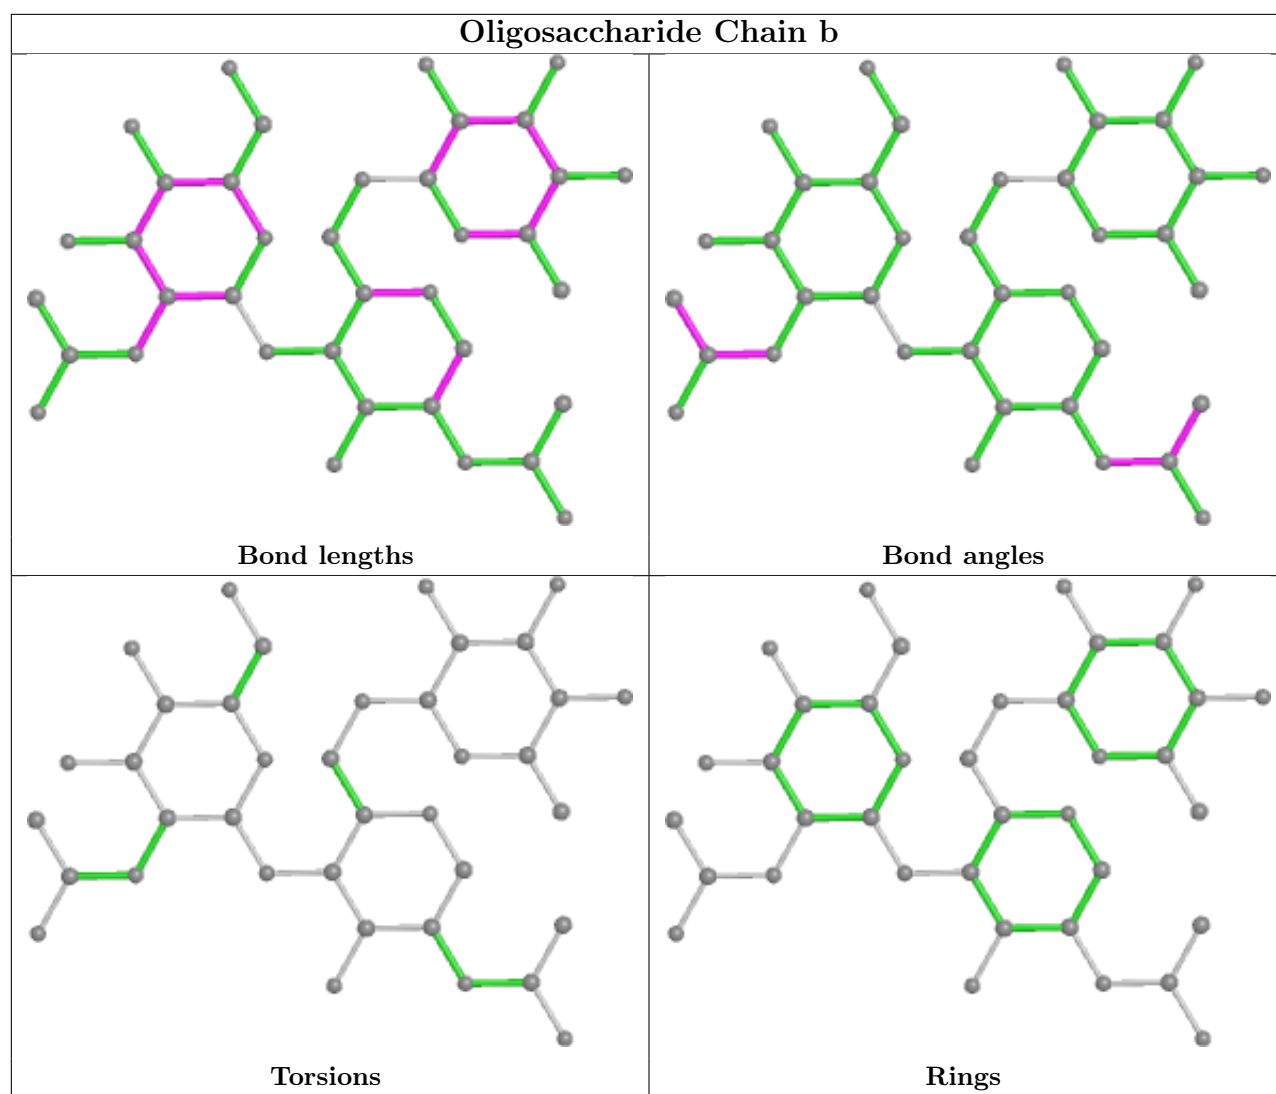 Oligosaccharide Chain b
Bond lengths
Bond angles
Torsions
Rings